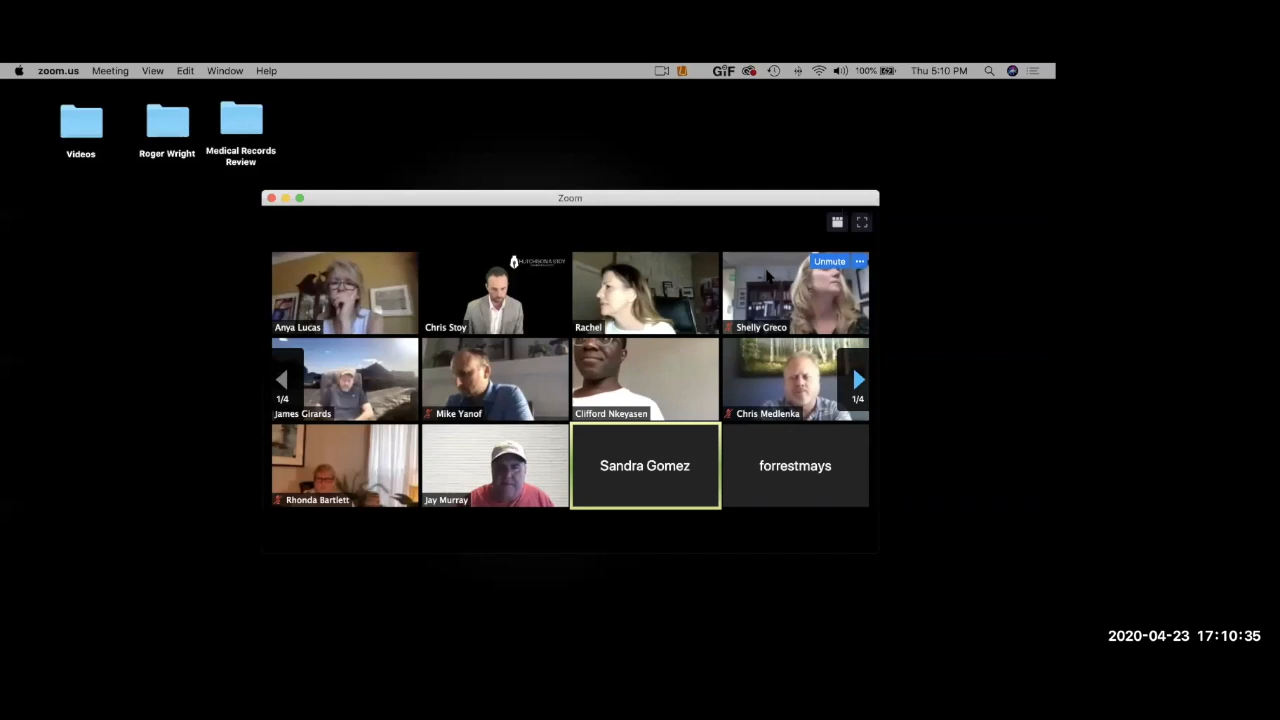 zoom.us Meeting View Edit Window Help GIF 100% Thu 5:10 PM
Videos
Roger Wright
Medical Records
Review
Zoom
HUTCHISON & STOY
Unmute
Anya Lucas
Chris Stoy
Rachel
Shelly Greco
1/4
1/4
James Girards
Mike Yanof
Clifford Nkeyasen
Chris Medlenka
Sandra Gomez
forrestmays
Rhonda Bartlett
Jay Murray
2020-04-23 17:10:35